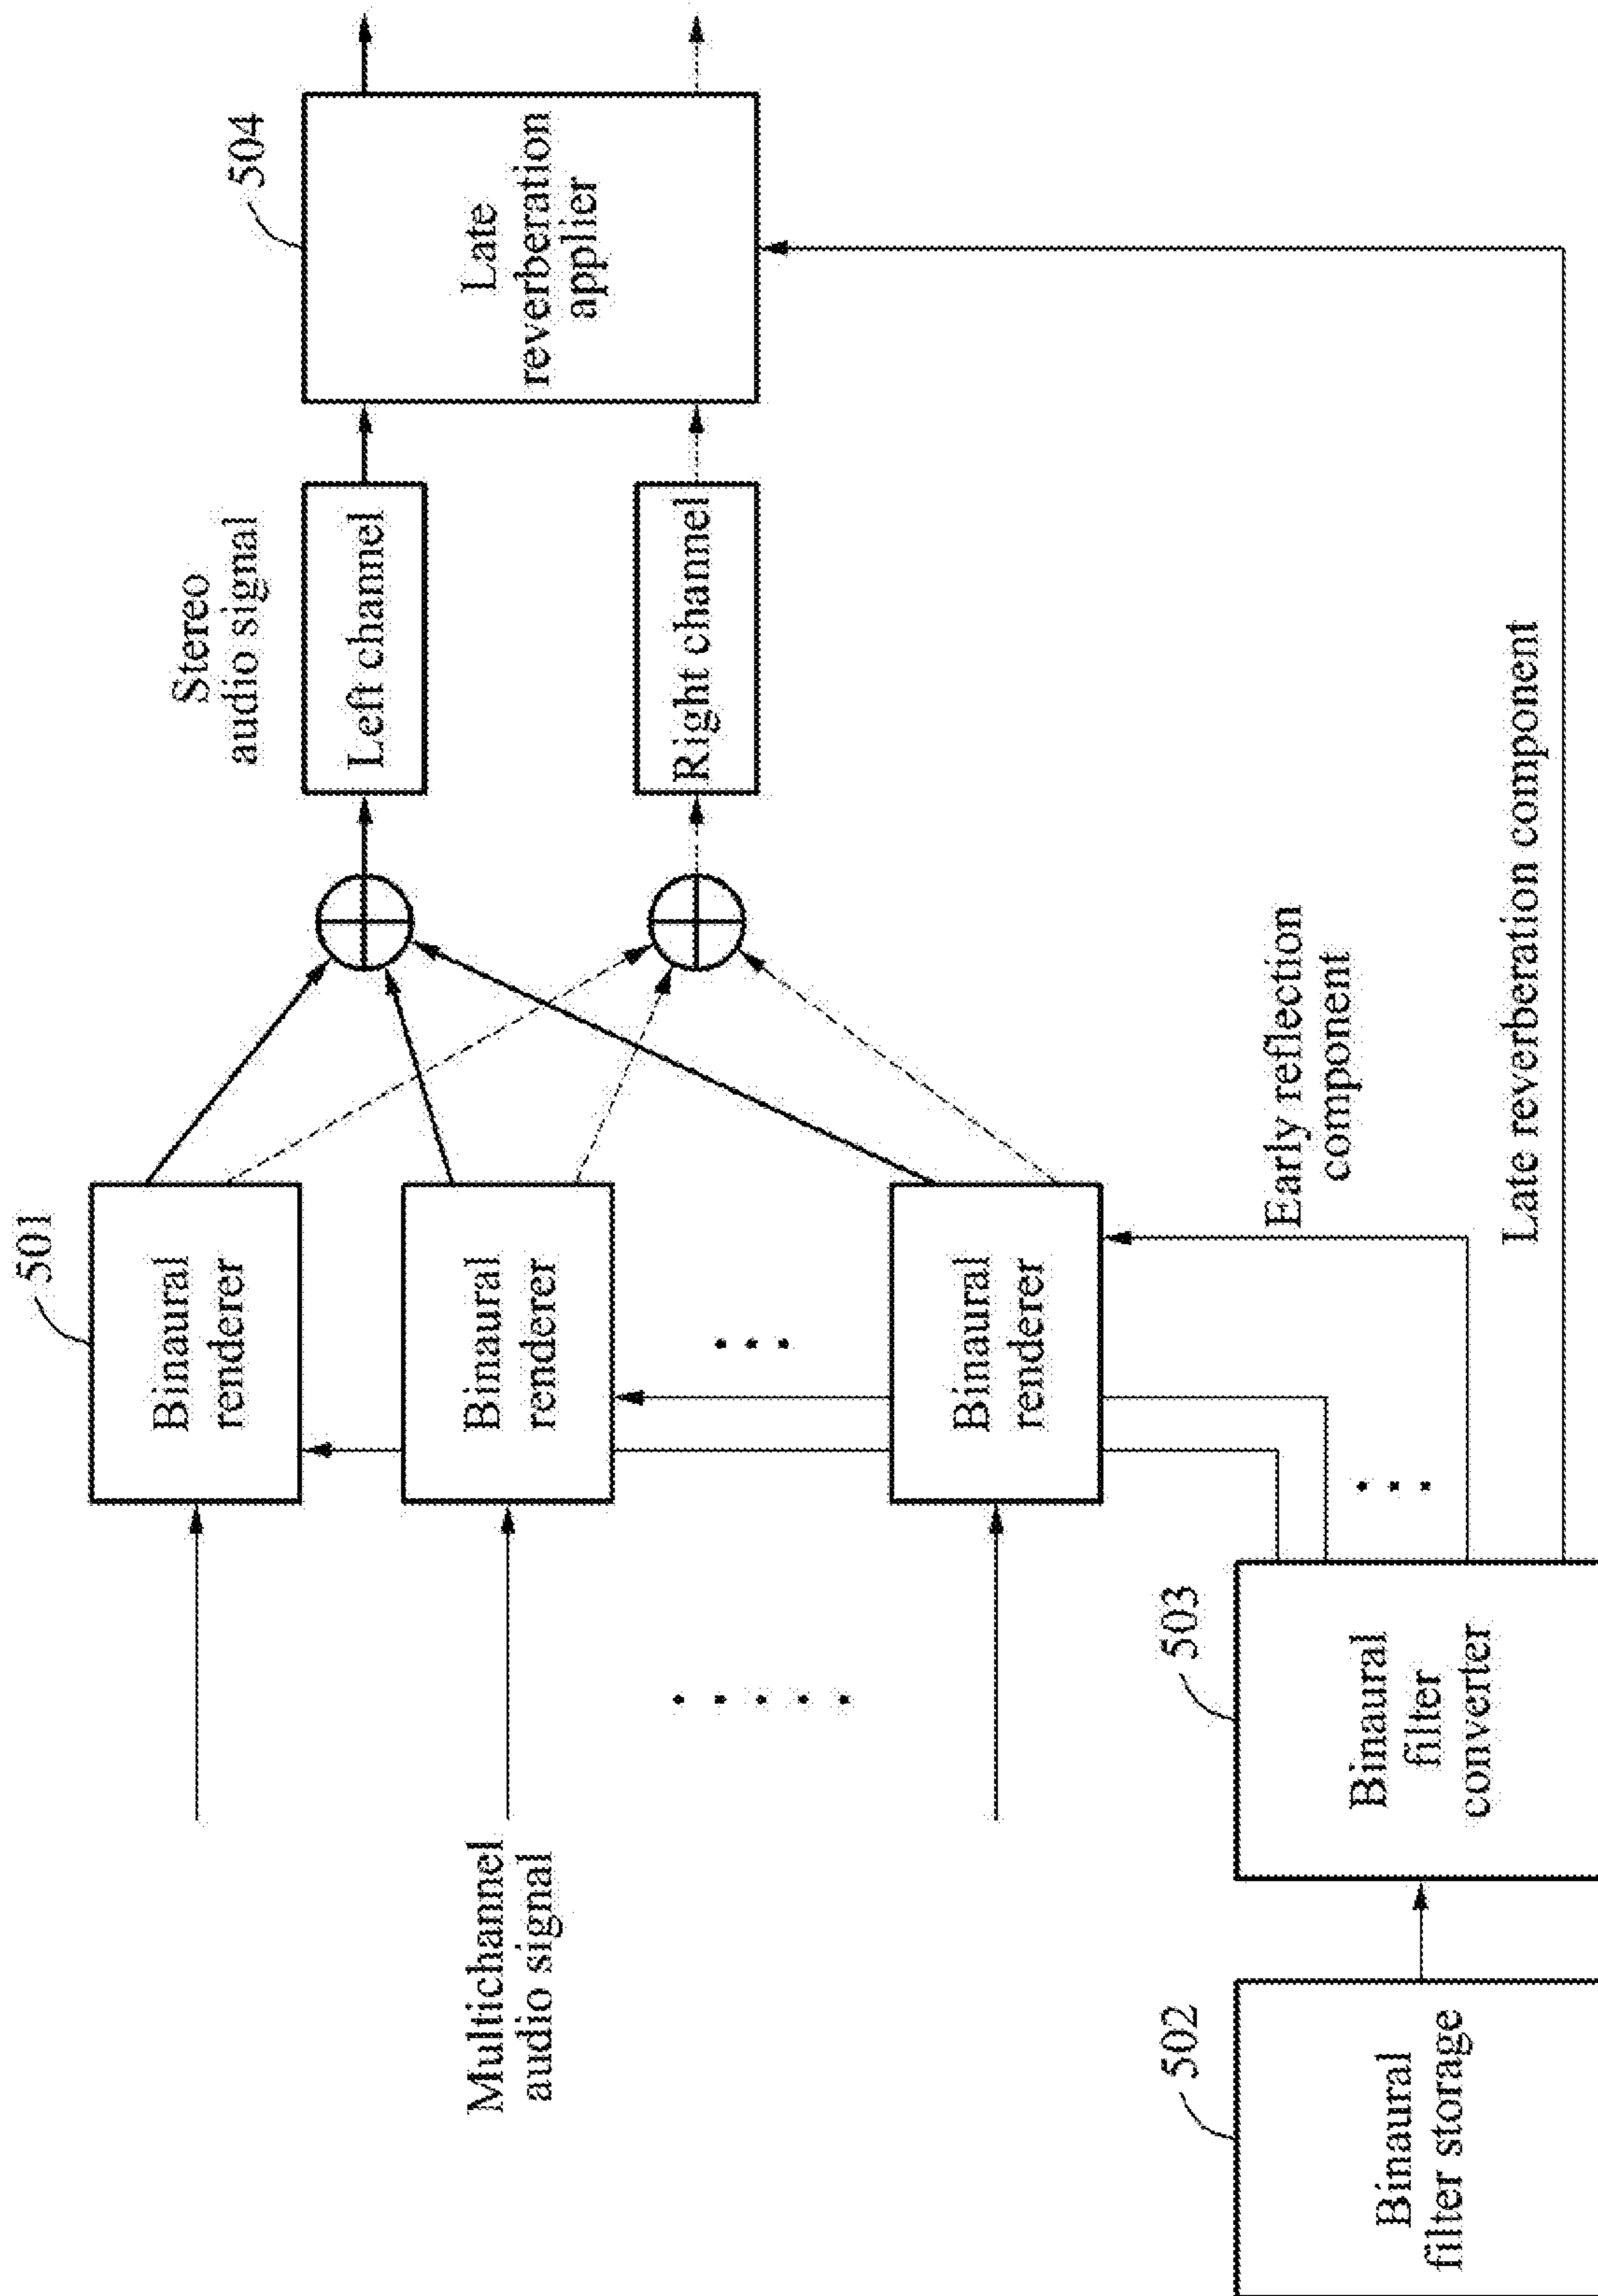 Multichannel
audio signal
501
Binaural
renderer
Binaural
renderer
Binaural
renderer
Stereo
audio signal
Left channel
Right channel
504
Late
reverberation
applier
Early reflection
component
Late reverberation component
502
Binaural
filter storage
503
Binaural
filter
converter